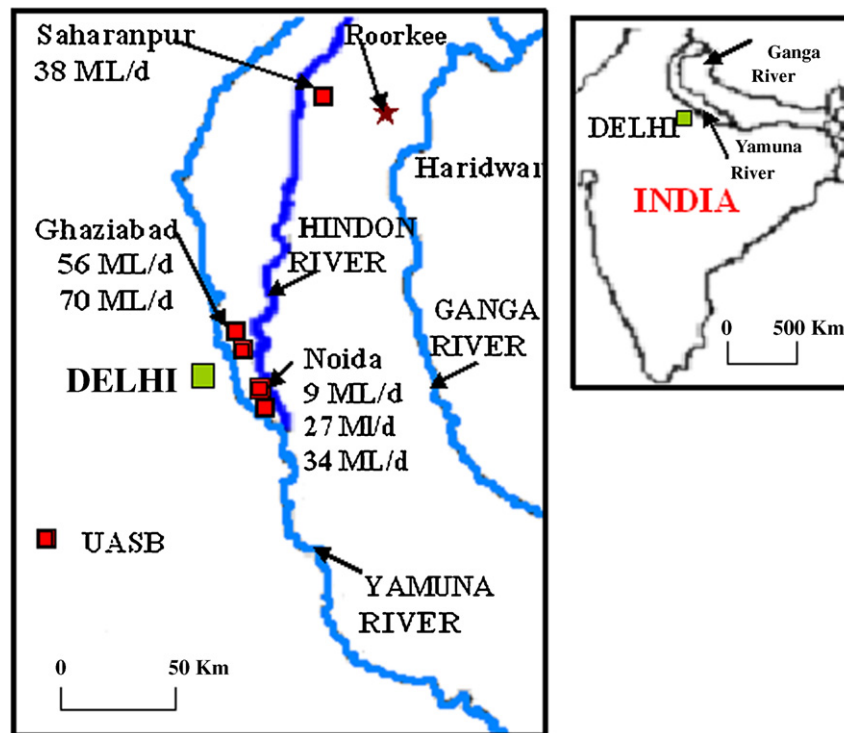 Saharanpur
38 ML/d
Roorkee
Haridwar
Ghaziabad
56 ML/d
70 ML/d
HINDON
RIVER
GANGA
RIVER
DELHI
Noida
9 ML/d
27 Ml/d
34 ML/d
UASB
YAMUNA
RIVER
0 50 Km
Ganga
River
DELHI
Yamuna
River
INDIA
0 500 Km